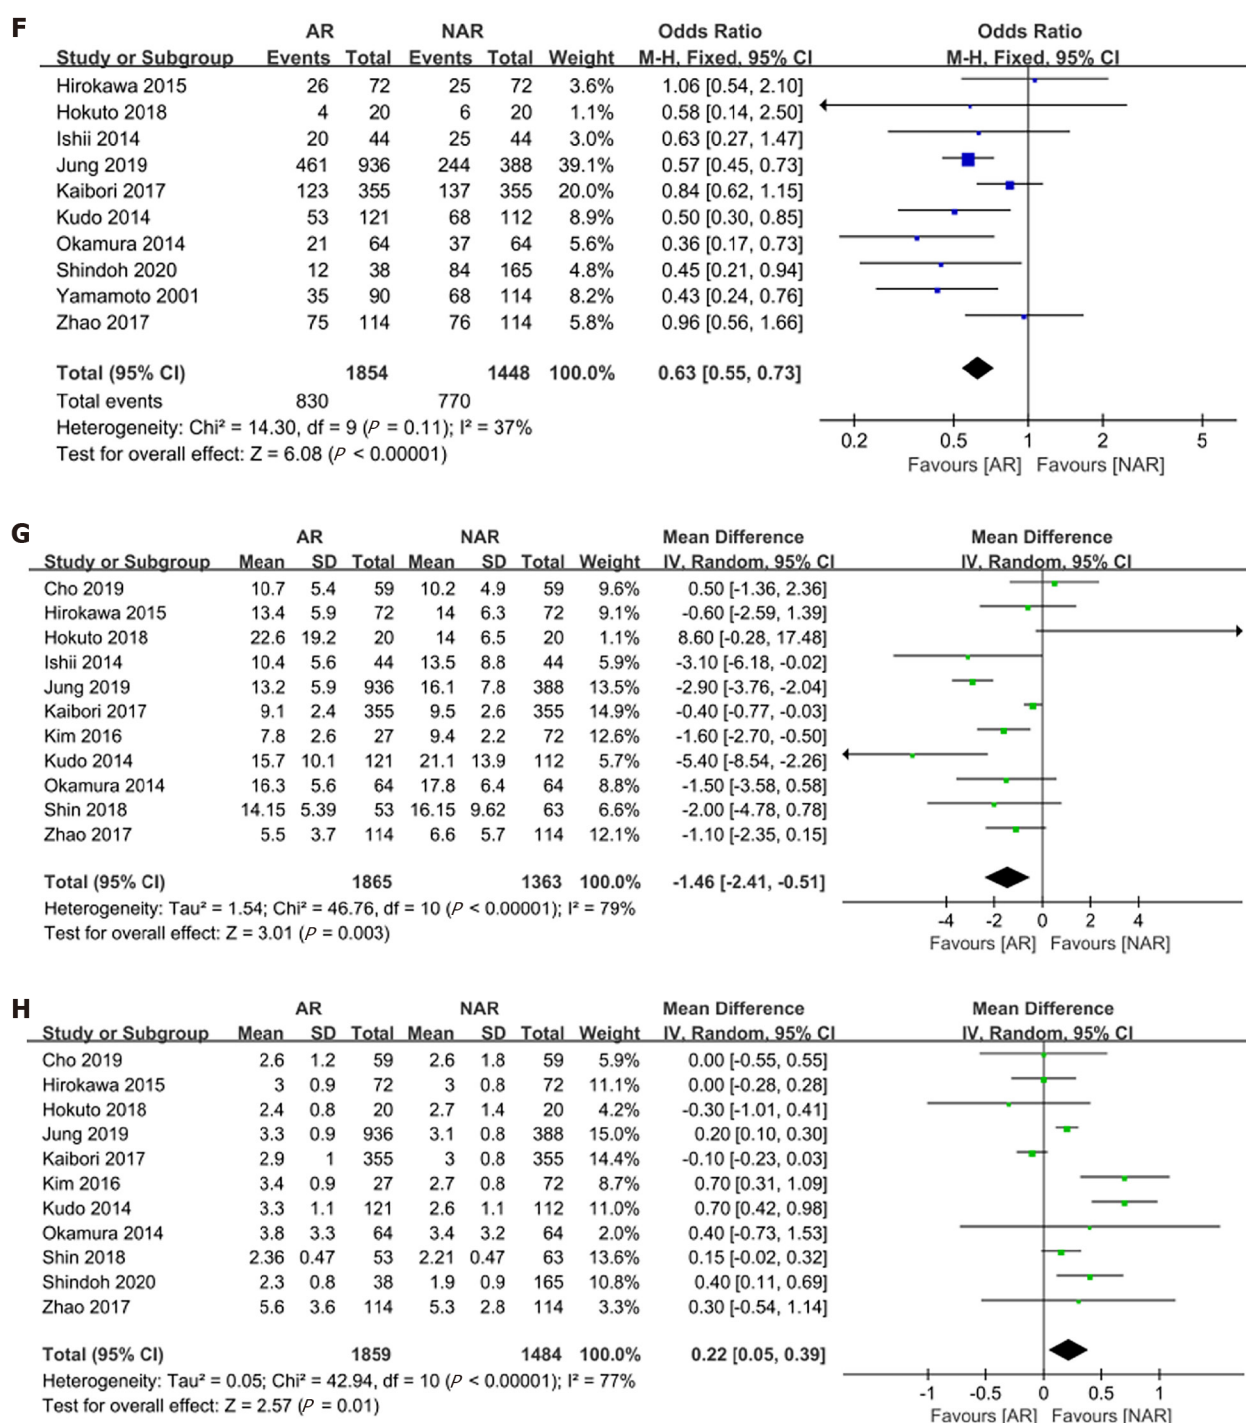 F
AR NAR Odds Ratio Odds Ratio
Study or Subgroup Events Total Events Total Weight M-H, Fixed, 95% CI M-H, Fixed, 95% CI
Hirokawa 2015 26 72 25 72 3.6% 1.06 [0.54, 2.10]
Hokuto 2018 4 20 6 20 1.1% 0.58 [0.14, 2.50]
Ishii 2014 20 44 25 44 3.0% 0.63 [0.27, 1.47]
Jung 2019 461 936 244 388 39.1% 0.57 [0.45, 0.73]
Kaibori 2017 123 355 137 355 20.0% 0.84 [0.62, 1.15]
Kudo 2014 53 121 68 112 8.9% 0.50 [0.30, 0.85]
Okamura 2014 21 64 37 64 5.6% 0.36 [0.17, 0.73]
Shindoh 2020 12 38 84 165 4.8% 0.45 [0.21, 0.94]
Yamamoto 2001 35 90 68 114 8.2% 0.43 [0.24, 0.76]
Zhao 2017 75 114 76 114 5.8% 0.96 [0.56, 1.66]
Total (95% CI) 1854 1448 100.0% 0.63 [0.55, 0.73]
Total events 830 770
Heterogeneity: Chi² = 14.30, df = 9 (P = 0.11); I² = 37%
Test for overall effect: Z = 6.08 (P < 0.00001)
0.2 0.5 1 2 5
Favours [AR] Favours [NAR]
G
AR NAR Mean Difference Mean Difference
Study or Subgroup Mean SD Total Mean SD Total Weight IV, Random, 95% CI IV, Random, 95% CI
Cho 2019 10.7 5.4 59 10.2 4.9 59 9.6% 0.50 [-1.36, 2.36]
Hirokawa 2015 13.4 5.9 72 14 6.3 72 9.1% -0.60 [-2.59, 1.39]
Hokuto 2018 22.6 19.2 20 14 6.5 20 1.1% 8.60 [-0.28, 17.48]
Ishii 2014 10.4 5.6 44 13.5 8.8 44 5.9% -3.10 [-6.18, -0.02]
Jung 2019 13.2 5.9 936 16.1 7.8 388 13.5% -2.90 [-3.76, -2.04]
Kaibori 2017 9.1 2.4 355 9.5 2.6 355 14.9% -0.40 [-0.77, -0.03]
Kim 2016 7.8 2.6 27 9.4 2.2 72 12.6% -1.60 [-2.70, -0.50]
Kudo 2014 15.7 10.1 121 21.1 13.9 112 5.7% -5.40 [-8.54, -2.26]
Okamura 2014 16.3 5.6 64 17.8 6.4 64 8.8% -1.50 [-3.58, 0.58]
Shin 2018 14.15 5.39 53 16.15 9.62 63 6.6% -2.00 [-4.78, 0.78]
Zhao 2017 5.5 3.7 114 6.6 5.7 114 12.1% -1.10 [-2.35, 0.15]
Total (95% CI) 1865 1363 100.0% -1.46 [-2.41, -0.51]
Heterogeneity: Tau² = 1.54; Chi² = 46.76, df = 10 (P < 0.00001); I² = 79%
Test for overall effect: Z = 3.01 (P = 0.003)
-4 -2 0 2 4
Favours [AR] Favours [NAR]
H
AR NAR Mean Difference Mean Difference
Study or Subgroup Mean SD Total Mean SD Total Weight IV, Random, 95% CI IV, Random, 95% CI
Cho 2019 2.6 1.2 59 2.6 1.8 59 5.9% 0.00 [-0.55, 0.55]
Hirokawa 2015 3 0.9 72 3 0.8 72 11.1% 0.00 [-0.28, 0.28]
Hokuto 2018 2.4 0.8 20 2.7 1.4 20 4.2% -0.30 [-1.01, 0.41]
Jung 2019 3.3 0.9 936 3.1 0.8 388 15.0% 0.20 [0.10, 0.30]
Kaibori 2017 2.9 1 355 3 0.8 355 14.4% -0.10 [-0.23, 0.03]
Kim 2016 3.4 0.9 27 2.7 0.8 72 8.7% 0.70 [0.31, 1.09]
Kudo 2014 3.3 1.1 121 2.6 1.1 112 11.0% 0.70 [0.42, 0.98]
Okamura 2014 3.8 3.3 64 3.4 3.2 64 2.0% 0.40 [-0.73, 1.53]
Shin 2018 2.36 0.47 53 2.21 0.47 63 13.6% 0.15 [-0.02, 0.32]
Shindoh 2020 2.3 0.8 38 1.9 0.9 165 10.8% 0.40 [0.11, 0.69]
Zhao 2017 5.6 3.6 114 5.3 2.8 114 3.3% 0.30 [-0.54, 1.14]
Total (95% CI) 1859 1484 100.0% 0.22 [0.05, 0.39]
Heterogeneity: Tau² = 0.05; Chi² = 42.94, df = 10 (P < 0.00001); I² = 77%
Test for overall effect: Z = 2.57 (P = 0.01)
-1 -0.5 0 0.5 1
Favours [AR] Favours [NAR]